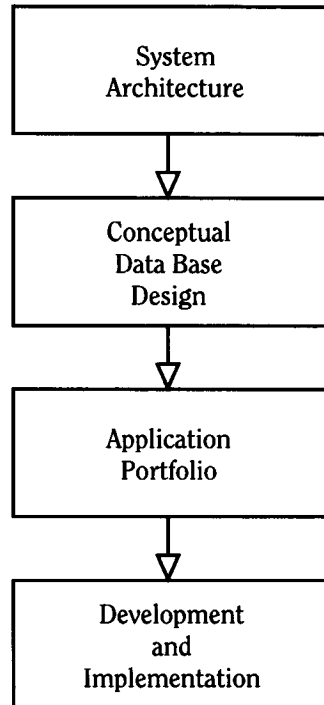 System
Architecture
Conceptual
Data Base
Design
Application
Portfolio
Development
and
Implementation